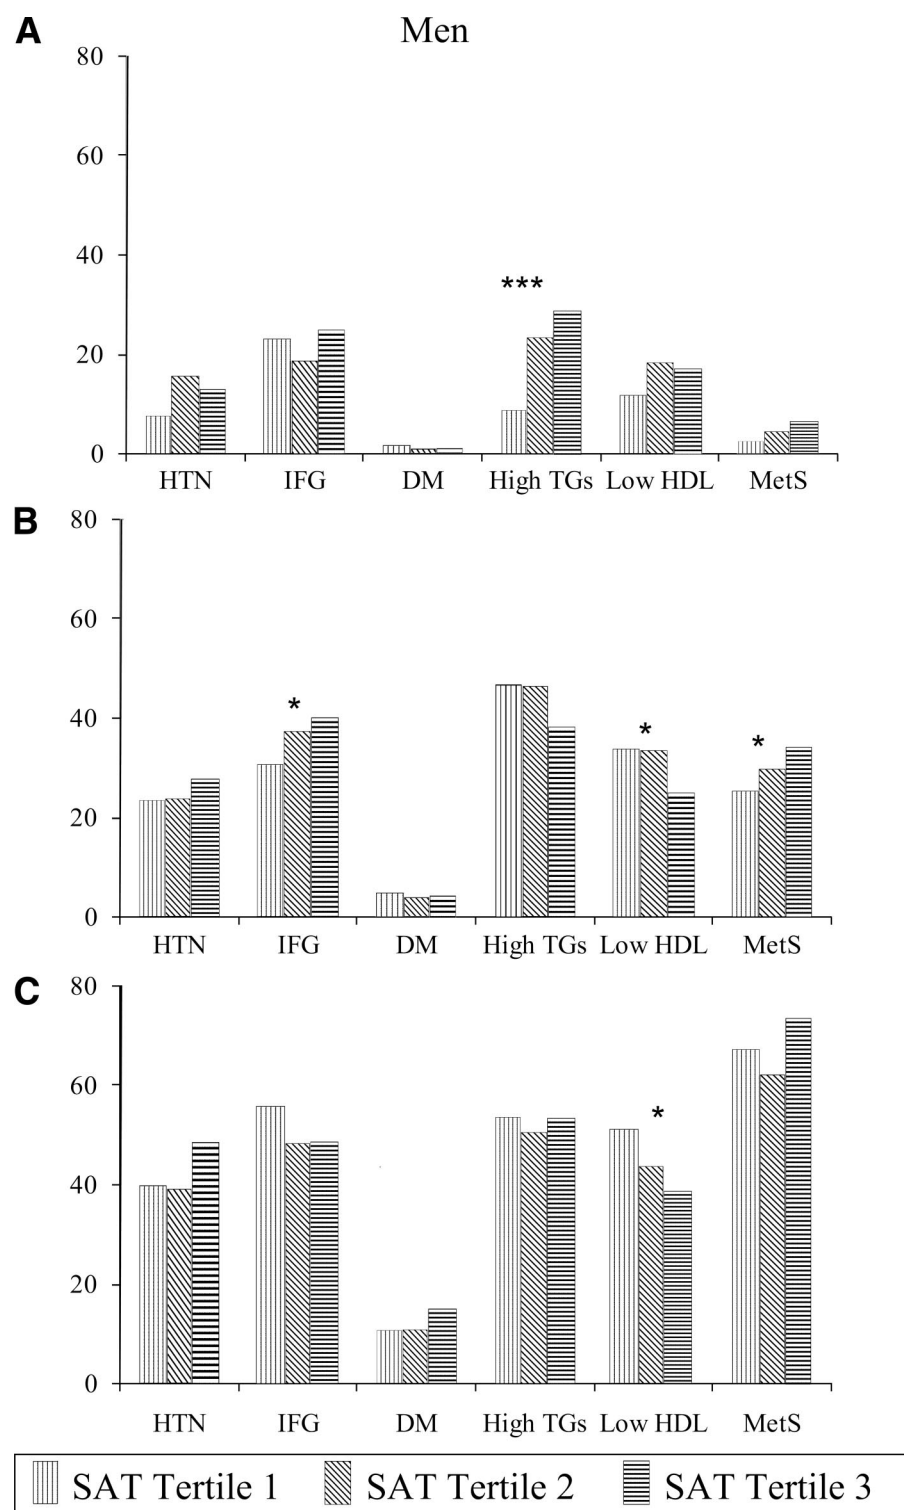 A
Men
80
60
40
20
0
***
HTN IFG DM High TGs Low HDL MetS
B
80
60
40
20
0
* * *
HTN IFG DM High TGs Low HDL MetS
C
80
60
40
20
0
*
HTN IFG DM High TGs Low HDL MetS
SAT Tertile 1 SAT Tertile 2 SAT Tertile 3